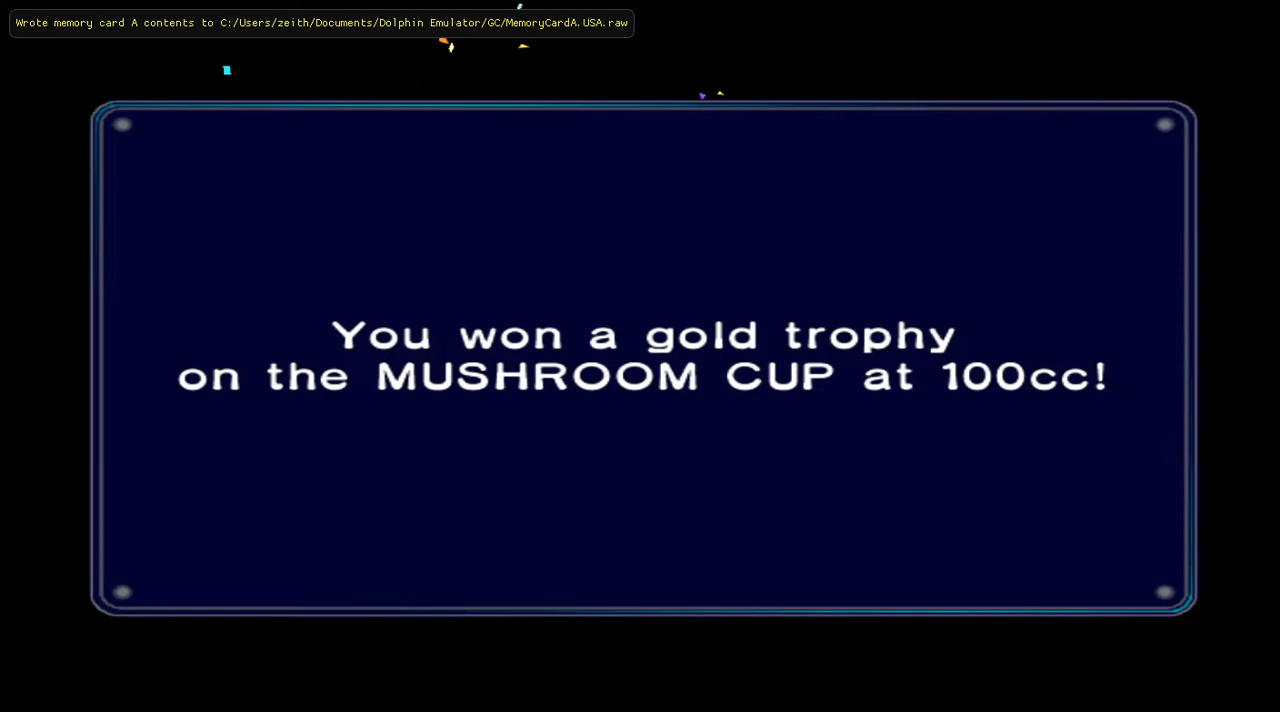 Wrote memory card A contents to C:/Users/zeith/Documents/Dolphin Emulator/GC/MemoryCardA.USA.raw
You won a gold trophy
on the MUSHROOM CUP at 100cc!